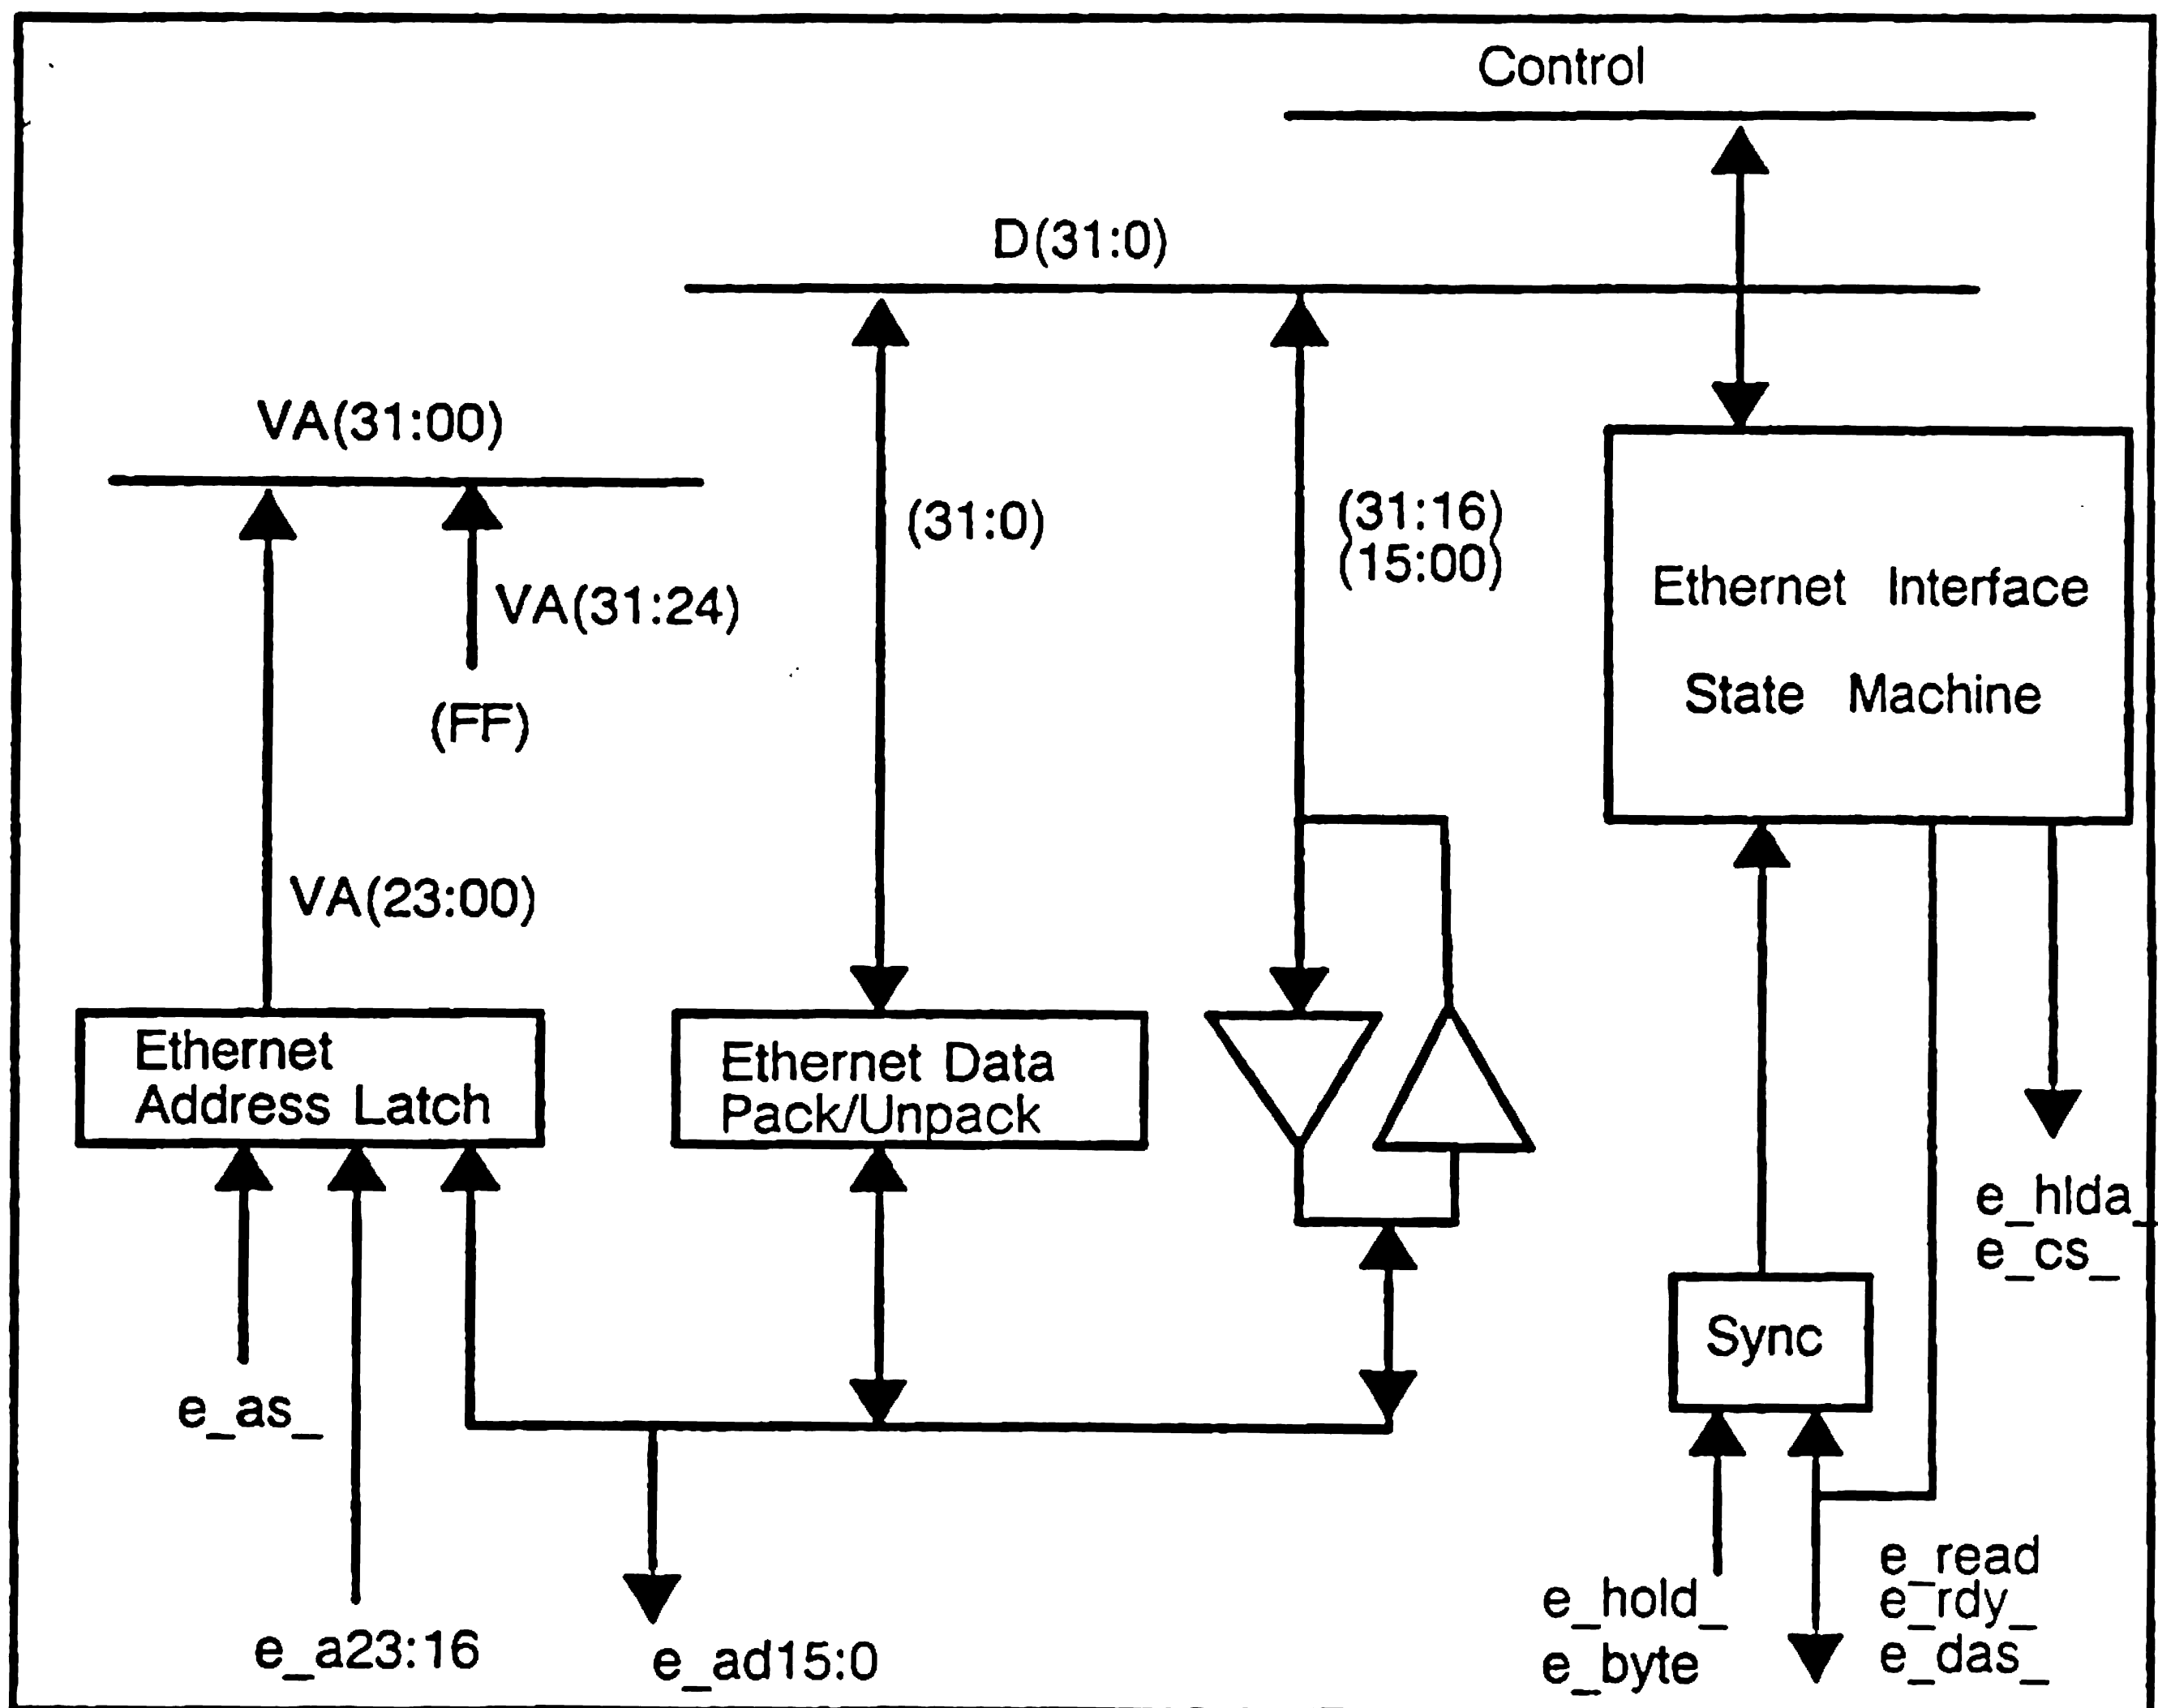 Control
D(31:0)
VA(31:00)
(31:0)
(31:16)
(15:00)
VA(31:24)
(FF)
Ethernet Interface
State Machine
VA(23:00)
Ethernet
Address Latch
Ethernet Data
Pack/Unpack
e_hlda_
e_cs_
Sync
e_as_
e_a23:16
e_ad15:0
e_hold_
e_byte
e_read
e_rdy_
e_das_